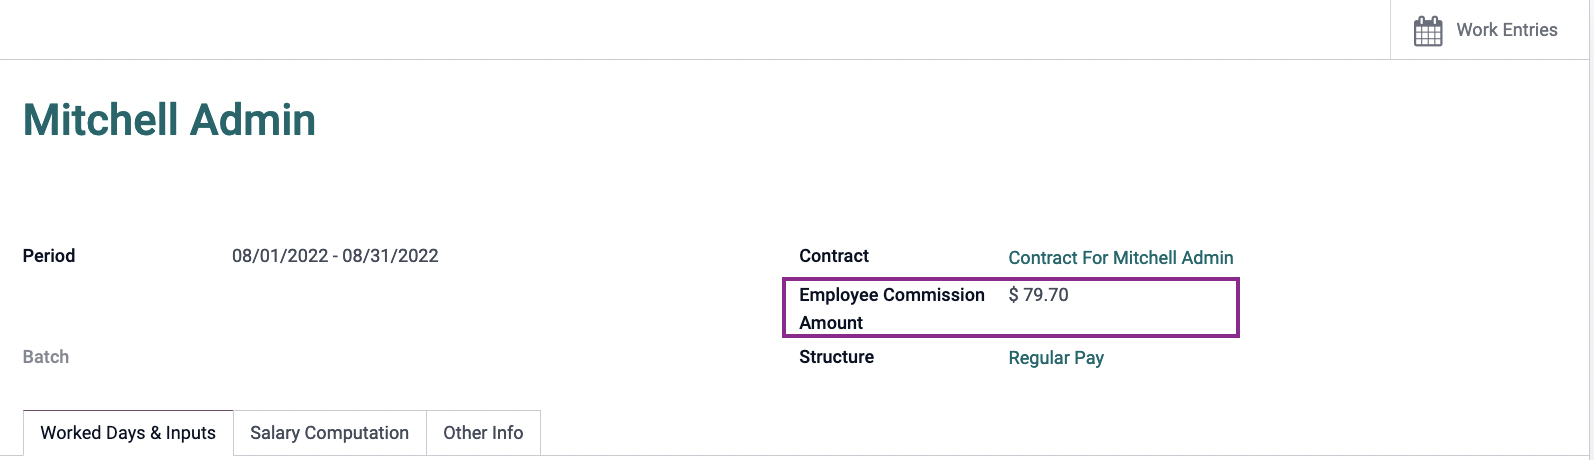 Work Entries
Mitchell Admin
Period 08/01/2022 - 08/31/2022
Contract Contract For Mitchell Admin
Employee Commission $ 79.70
Amount
Batch
Structure Regular Pay
Worked Days & Inputs Salary Computation Other Info